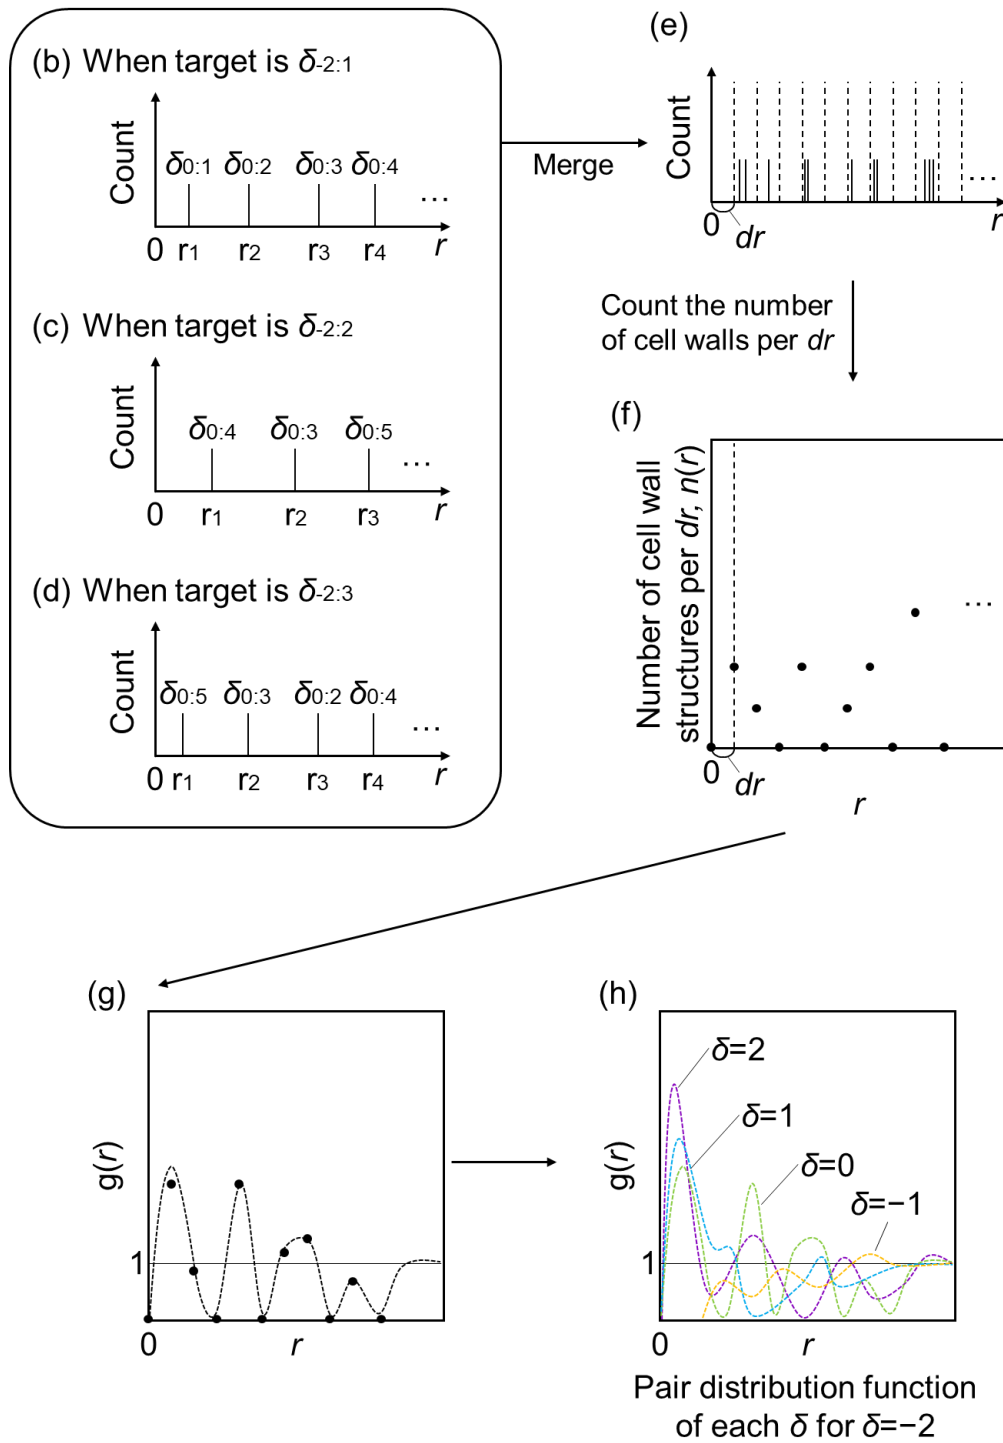 (b) When target is δ-2:1
Count
δ0:1 δ0:2 δ0:3 δ0:4
...
0 r1 r2 r3 r4 r
(c) When target is δ-2:2
Count
δ0:4 δ0:3 δ0:5
...
0 r1 r2 r3 r
(d) When target is δ-2:3
Count
δ0:5 δ0:3 δ0:2 δ0:4
...
0 r1 r2 r3 r4 r
Merge
(e)
Count
...
0 dr r
Count the number
of cell walls per dr
(f)
Number of cell wall
structures per dr, n(r)
...
0 dr
r
(g)
g(r)
1
0 r
(h)
g(r)
δ=2
δ=1
δ=0
δ=−1
1
0 r
Pair distribution function
of each δ for δ=−2